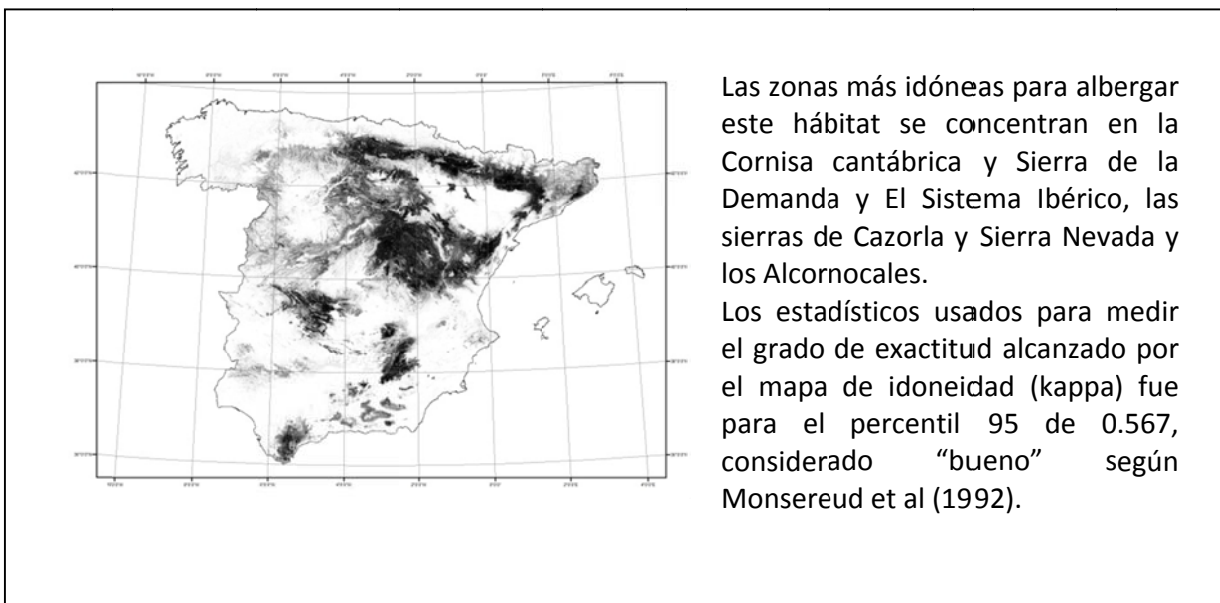 Las zonas más idóneas para albergar
este hábitat se concentran en la
Cornisa cantábrica y Sierra de la
Demanda y El Sistema Ibérico, las
sierras de Cazorla y Sierra Nevada y
los Alcornocales.
Los estadísticos usados para medir
el grado de exactitud alcanzado por
el mapa de idoneidad (kappa) fue
para el percentil 95 de 0.567,
considerado “bueno” según
Monsereud et al (1992).